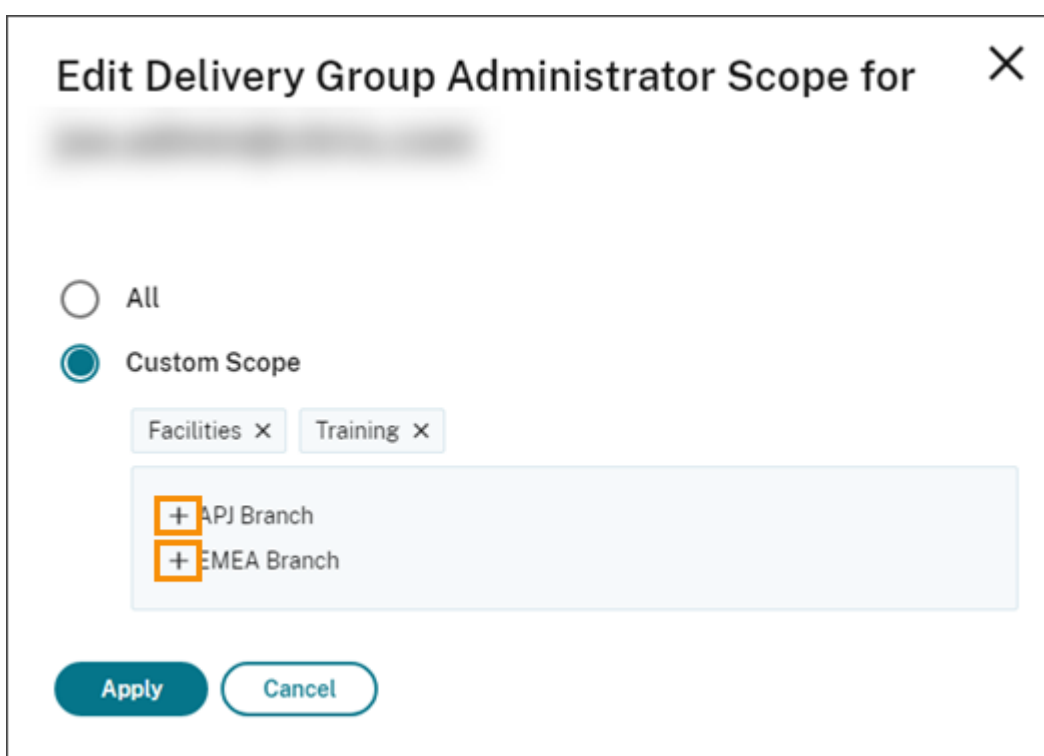 Edit Delivery Group Administrator Scope for
All
Custom Scope
Facilities × Training ×
+ APJ Branch
+ EMEA Branch
Apply Cancel